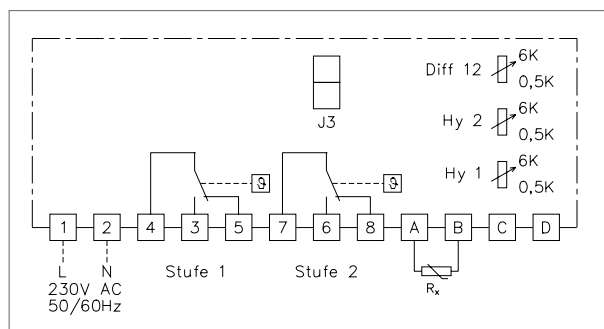 Diff 12 6K
0,5K
J3
Hy 2 6K
0,5K
Hy 1 6K
0,5K
ϑ ϑ
1 2 4 3 5 7 6 8 A B C D
L N Stufe 1 Stufe 2
230V AC
50/60Hz
Rx